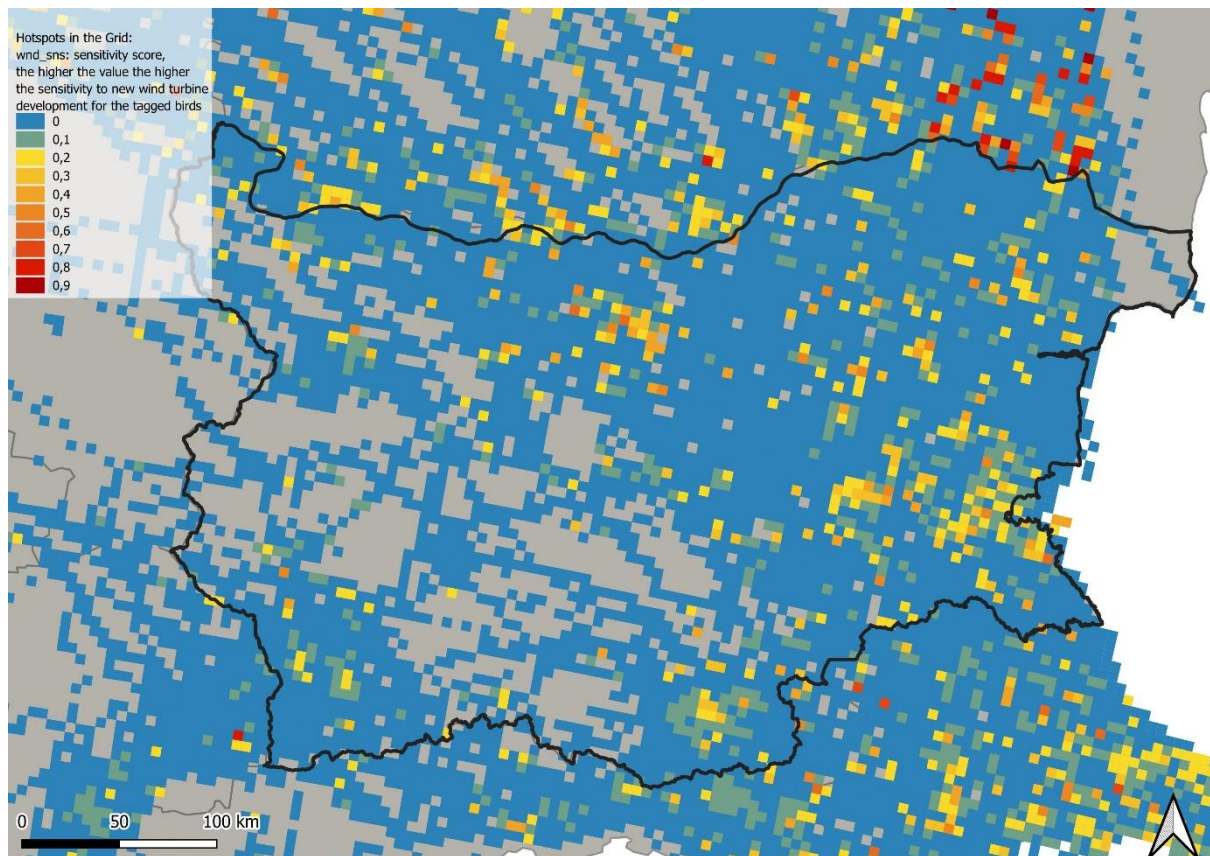 Hotspots in the Grid:
wnd_sns: sensitivity score,
the higher the value the higher
the sensitivity to new wind turbine
development for the tagged birds
0
0,1
0,2
0,3
0,4
0,5
0,6
0,7
0,8
0,9
0 50 100 km